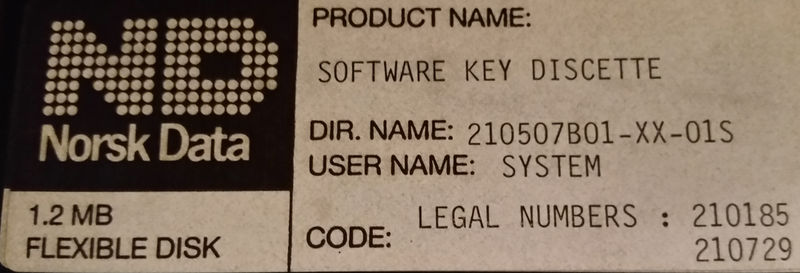 ND
Norsk Data
1.2 MB
FLEXIBLE DISK
PRODUCT NAME:
SOFTWARE KEY DISCETTE
DIR. NAME: 210507B01-XX-01S
USER NAME: SYSTEM
CODE: LEGAL NUMBERS : 210185
210729